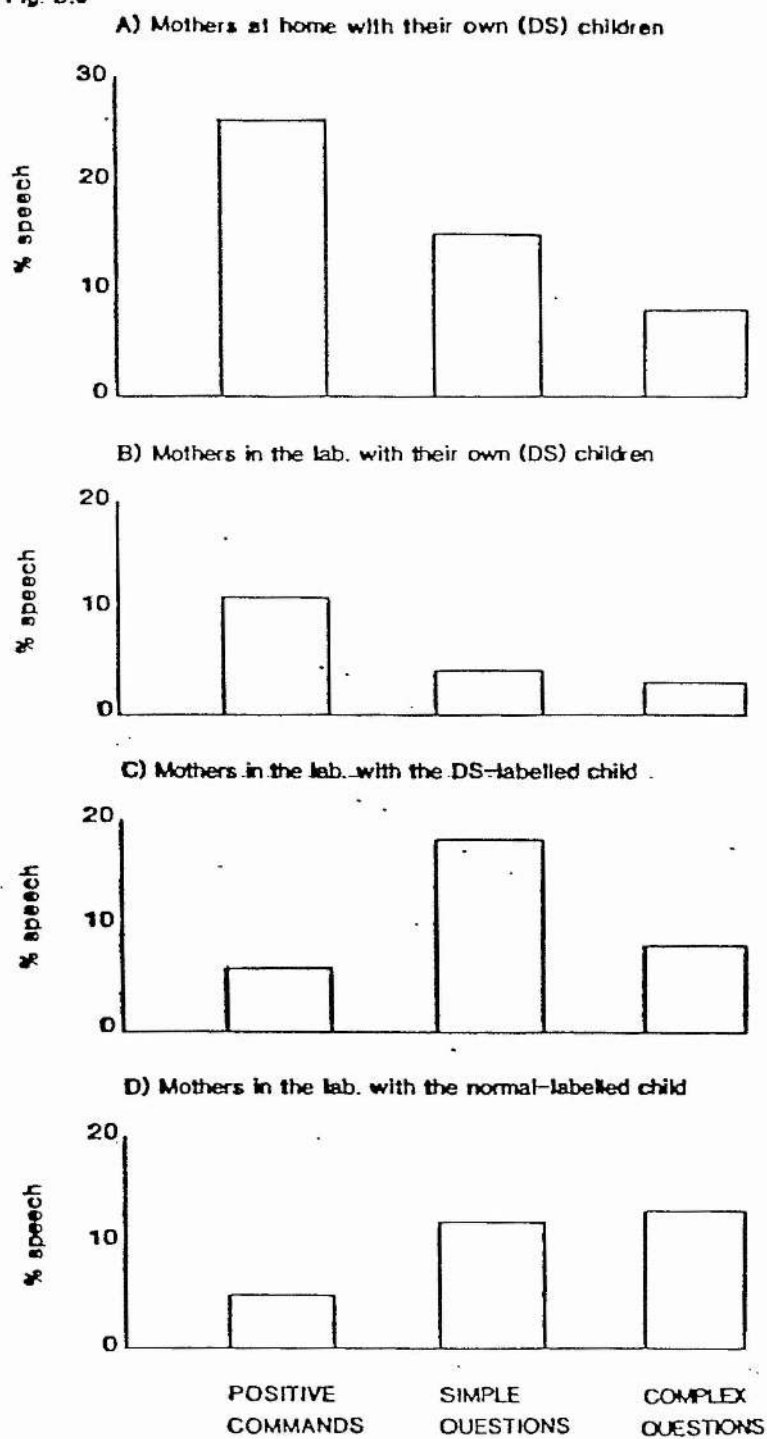 A) Mothers at home with their own (DS) children
30
20
10
0
% speech
B) Mothers in the lab. with their own (DS) children
20
10
0
% speech
C) Mothers in the lab. with the DS-labelled child
20
10
0
% speech
D) Mothers in the lab. with the normal-labelled child
20
10
0
% speech
POSITIVE SIMPLE COMPLEX
COMMANDS QUESTIONS QUESTIONS